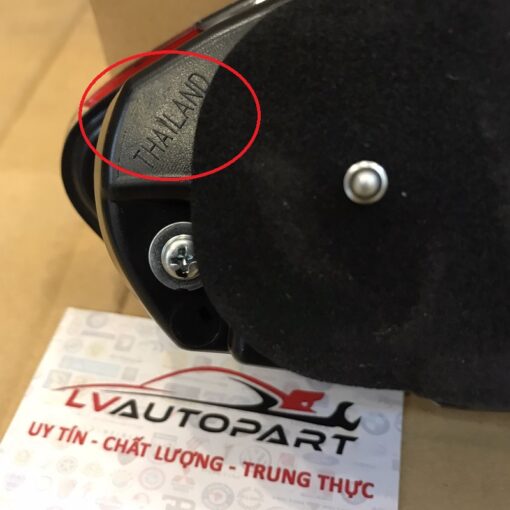 THAILAND
LVAUTOPART
UY TÍN - CHẤT LƯỢNG - TRUNG THỰC